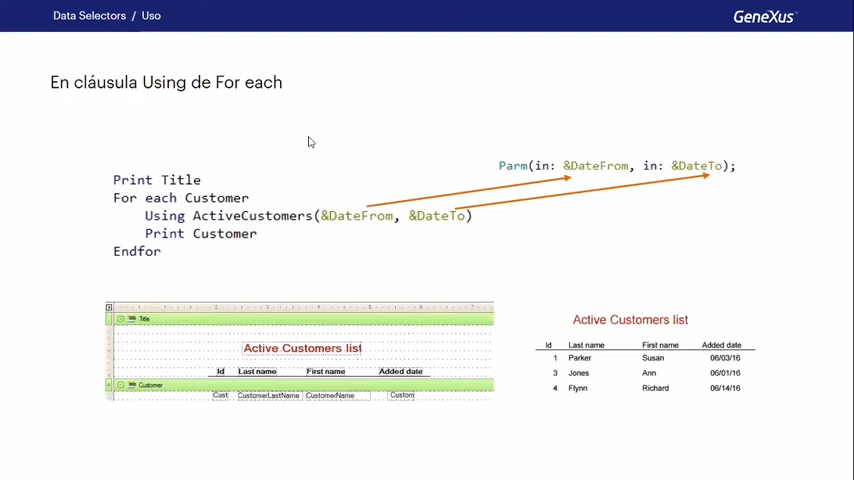 Data Selectors / Uso
GeneXus™
En cláusula Using de For each
Parm(in: &DateFrom, in: &DateTo);
Print Title
For each Customer
Using ActiveCustomers(&DateFrom, &DateTo)
Print Customer
Endfor
Title
Active Customers list
Id Last name First name Added date
Customer
Cust CustomerLastName CustomerName Custom
Active Customers list
Id Last name First name Added date
1 Parker Susan 06/03/16
3 Jones Ann 06/01/16
4 Flynn Richard 06/14/16